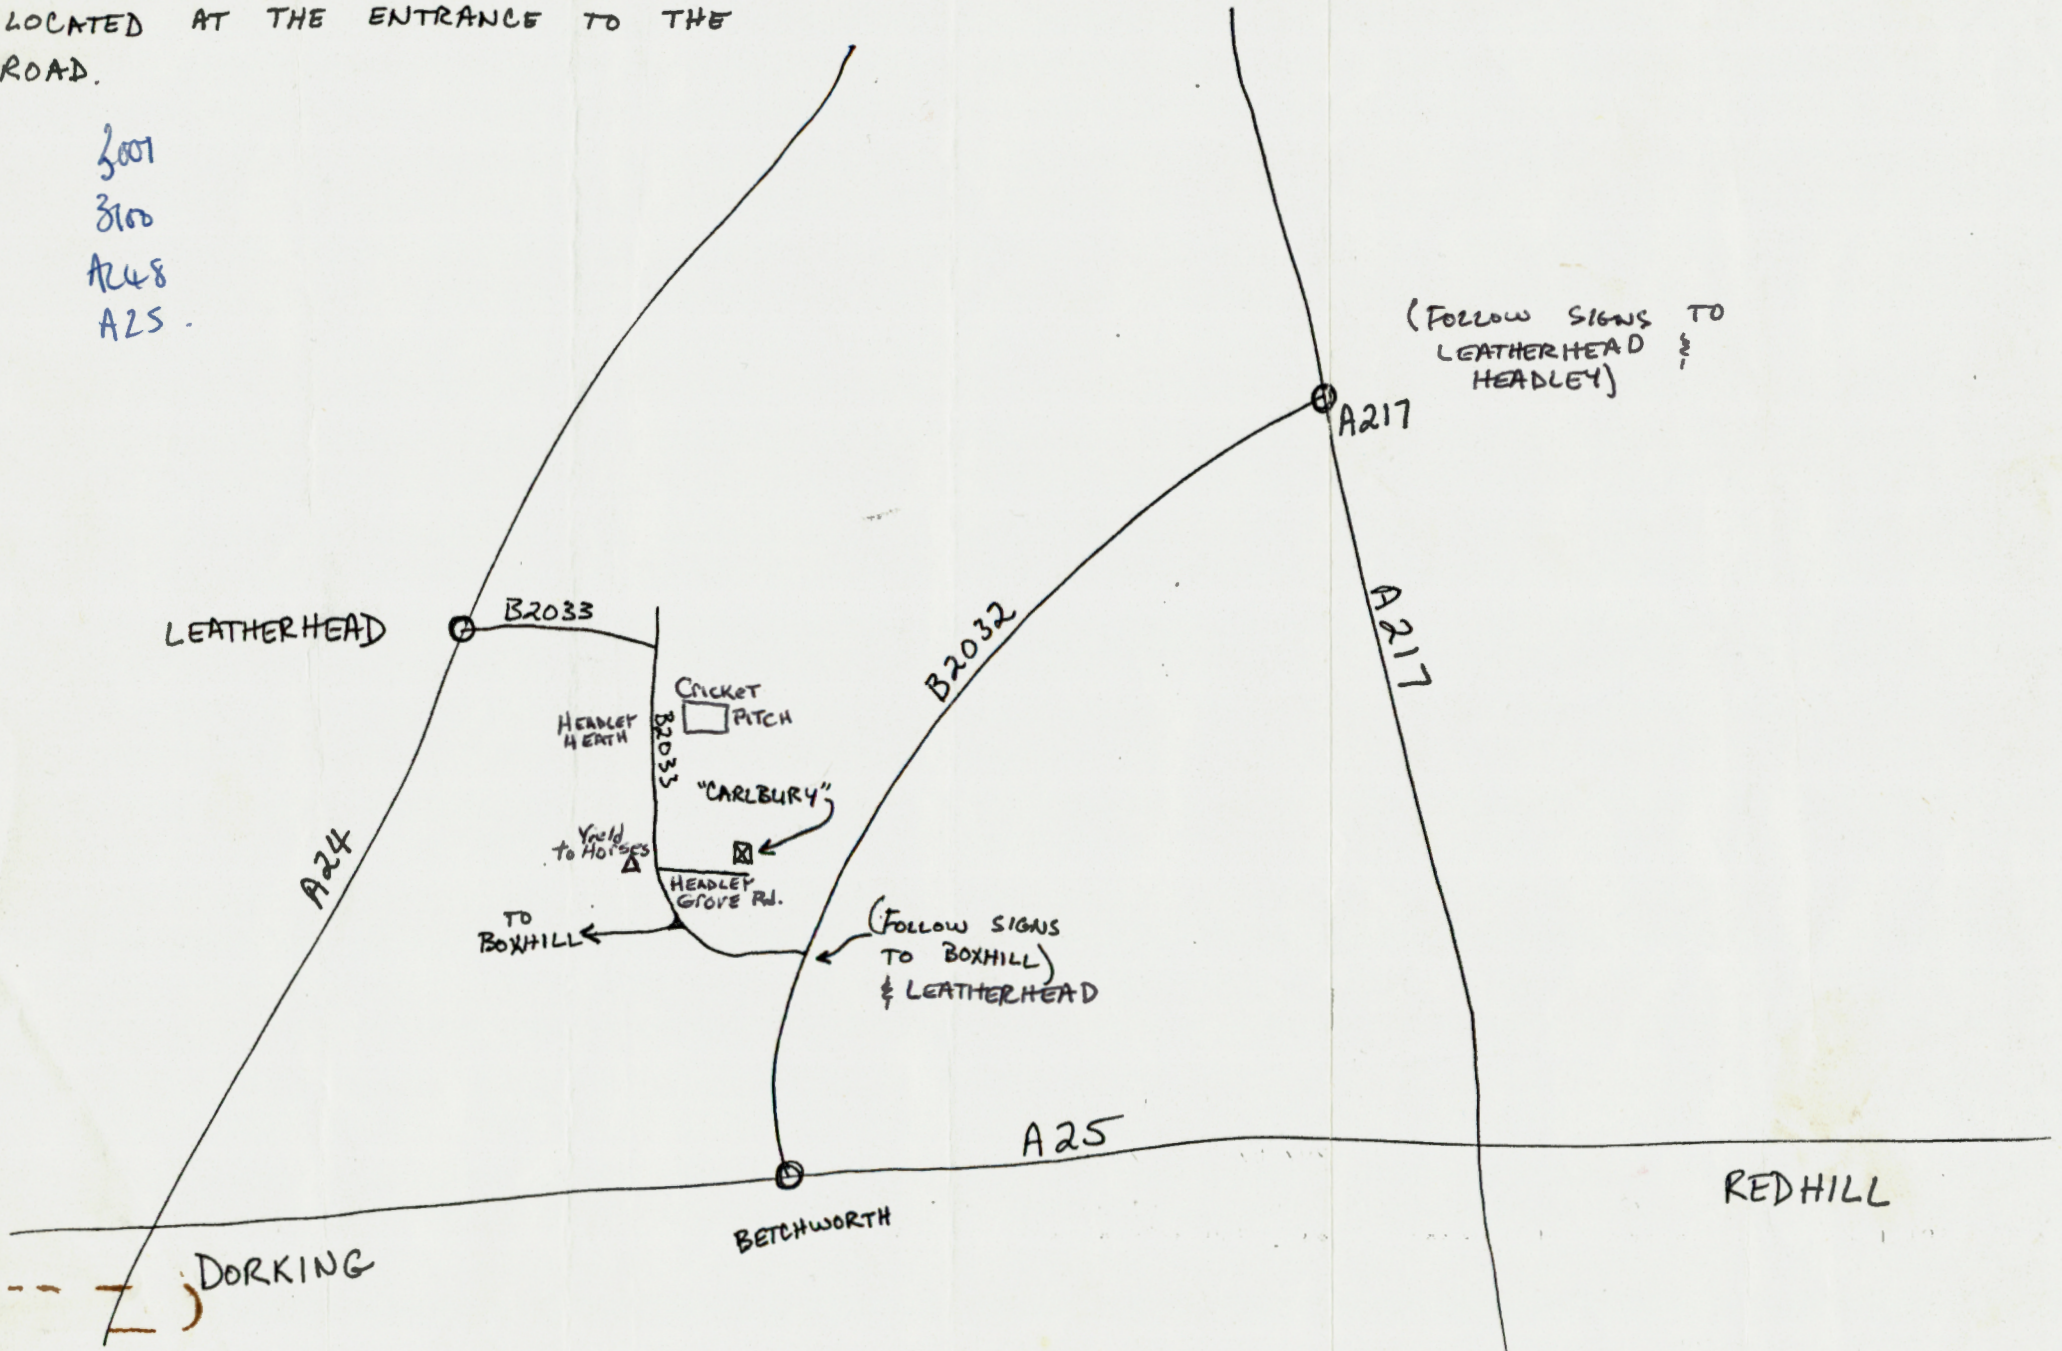 LOCATED AT THE ENTRANCE TO THE
ROAD.
3100
A248
A25.
(FOLLOW SIGNS TO
LEATHERHEAD &
HEADLEY)
A217
LEATHERHEAD
B2033
B2032
A217
CRICKET
PITCH
HEADLEY
HEATH
B2033
"CARLBURY"
Yield
to Horses
A24
HEADLEY
GROVE Rd.
TO
BOXHILL
(FOLLOW SIGNS
TO BOXHILL)
& LEATHERHEAD
A25
REDHILL
BETCHWORTH
DORKING